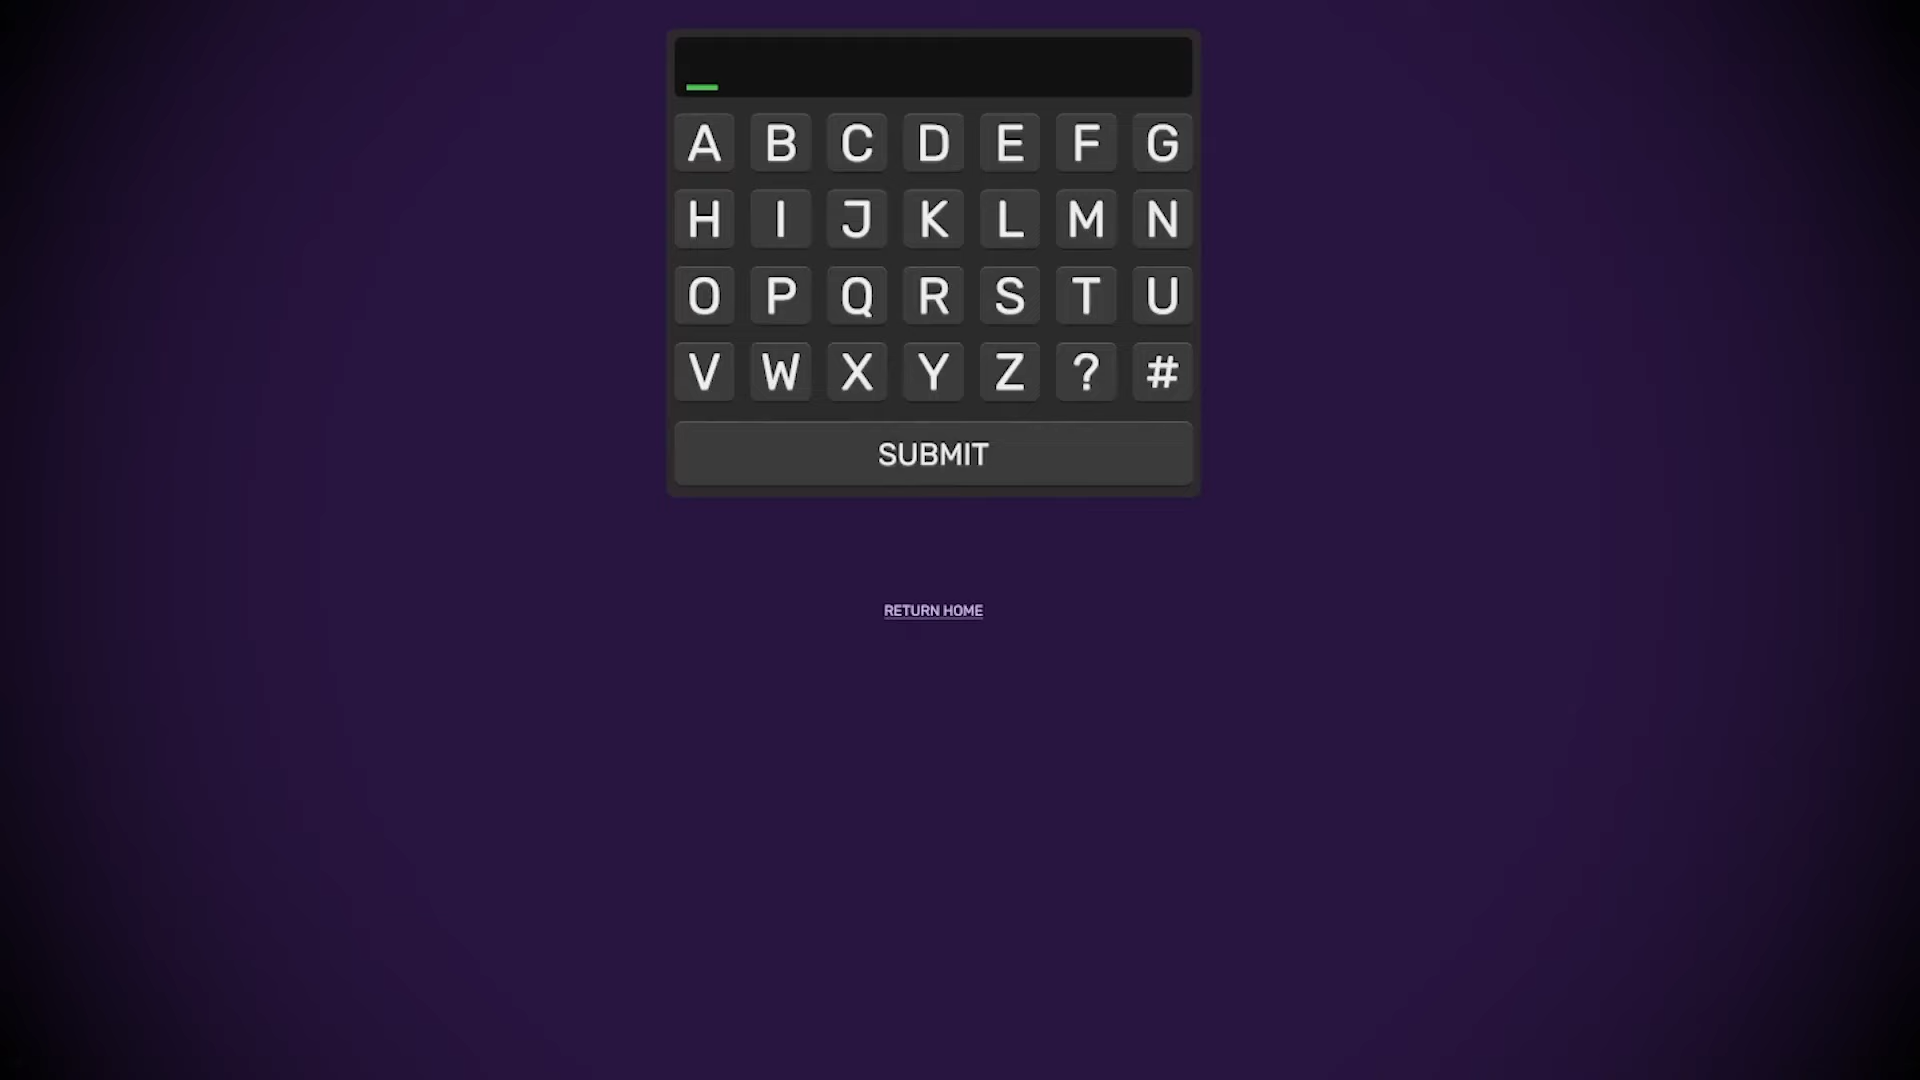 A B C D E F G
H I J K L M N
O P Q R S T U
V W X Y Z ? #
SUBMIT
RETURN HOME